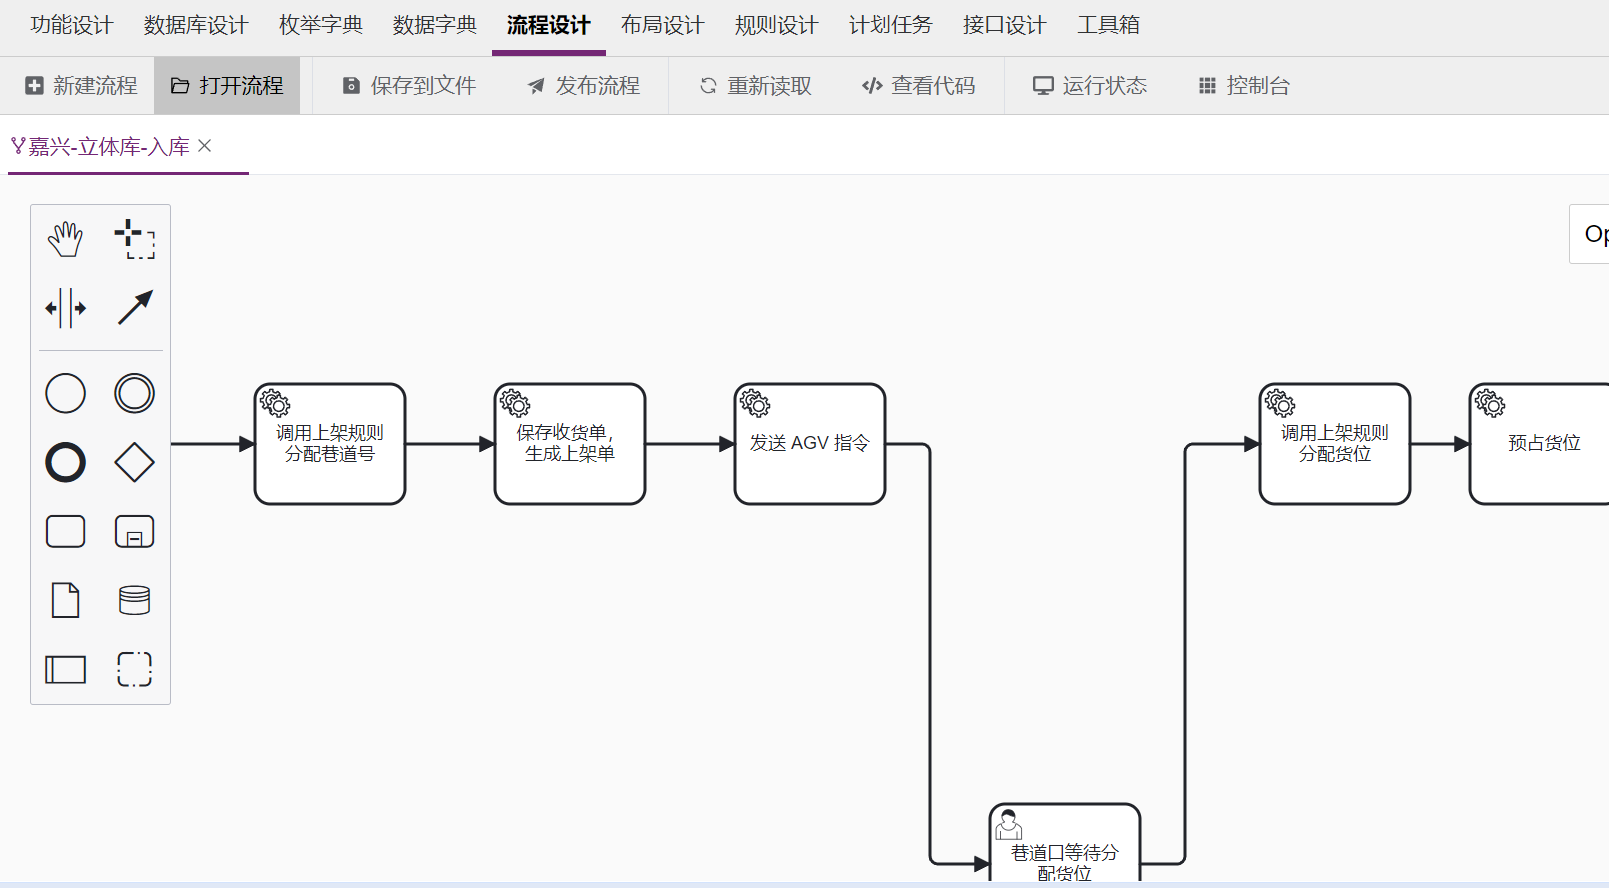 功能设计 数据库设计 枚举字典 数据字典 流程设计 布局设计 规则设计 计划任务 接口设计 工具箱
新建流程 打开流程 保存到文件 发布流程 重新读取 查看代码 运行状态 控制台
嘉兴-立体库-入库
Op
调用上架规则
分配巷道号
保存收货单，
生成上架单
发送 AGV 指令
调用上架规则
分配货位
预占货位
巷道口等待分
配货位